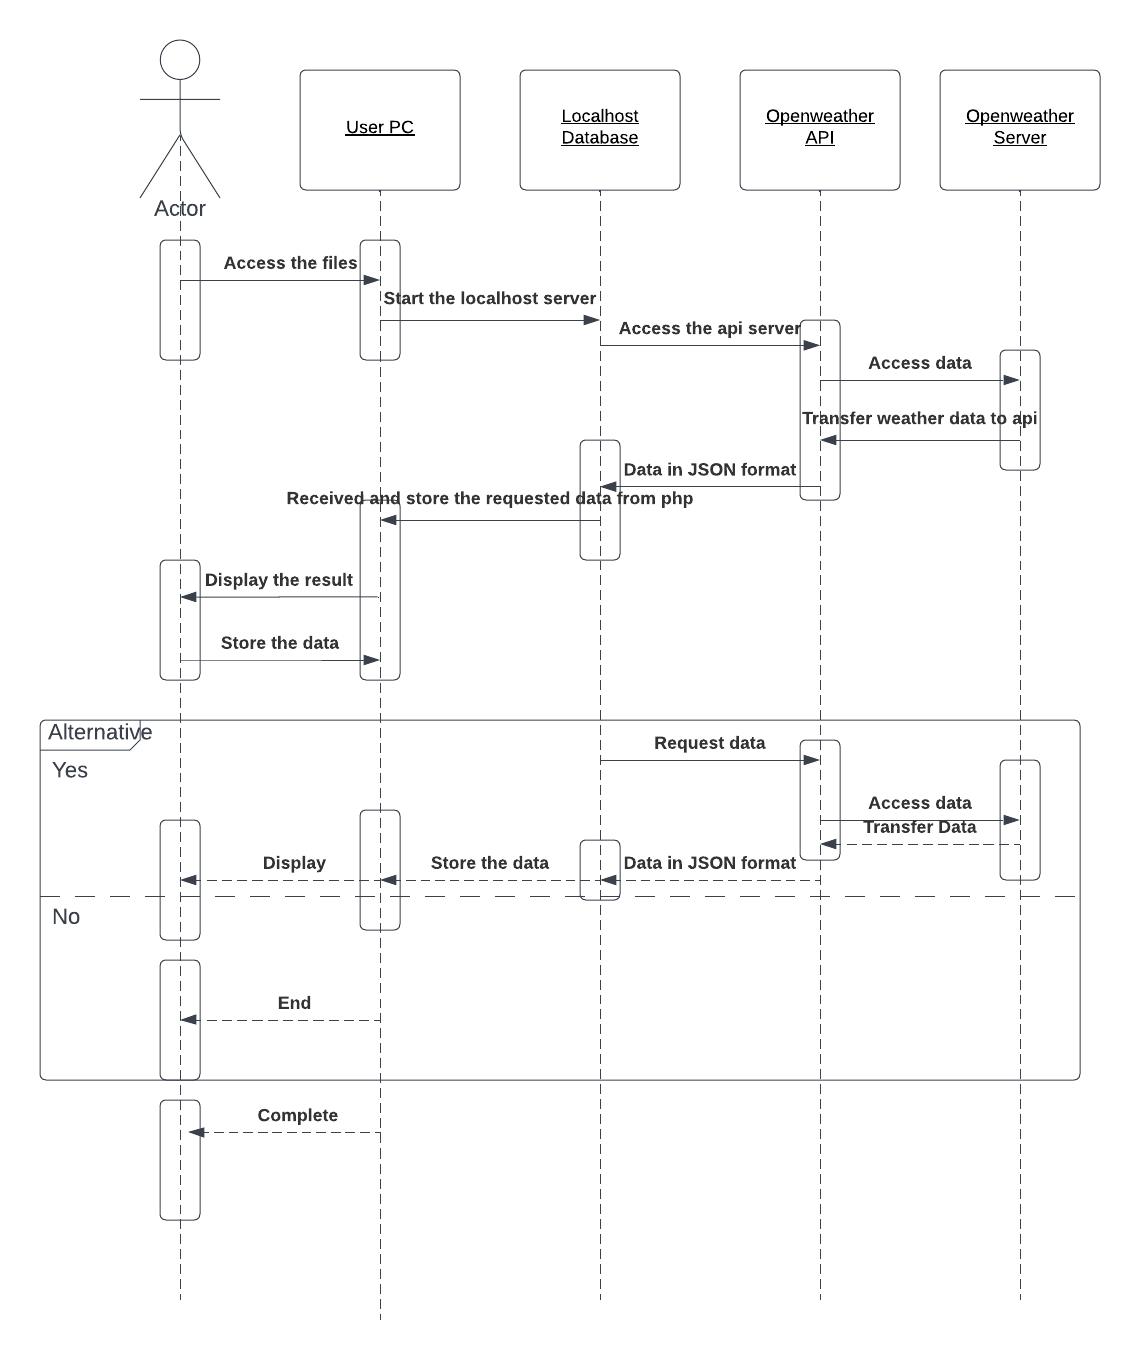 Actor
User PC
Localhost
Database
Openweather
API
Openweather
Server
Access the files
Start the localhost server
Access the api server
Access data
Transfer weather data to api
Data in JSON format
Received and store the requested data from php
Display the result
Store the data
Alternative
Yes
Request data
Access data
Transfer Data
Display
Store the data
Data in JSON format
No
End
Complete